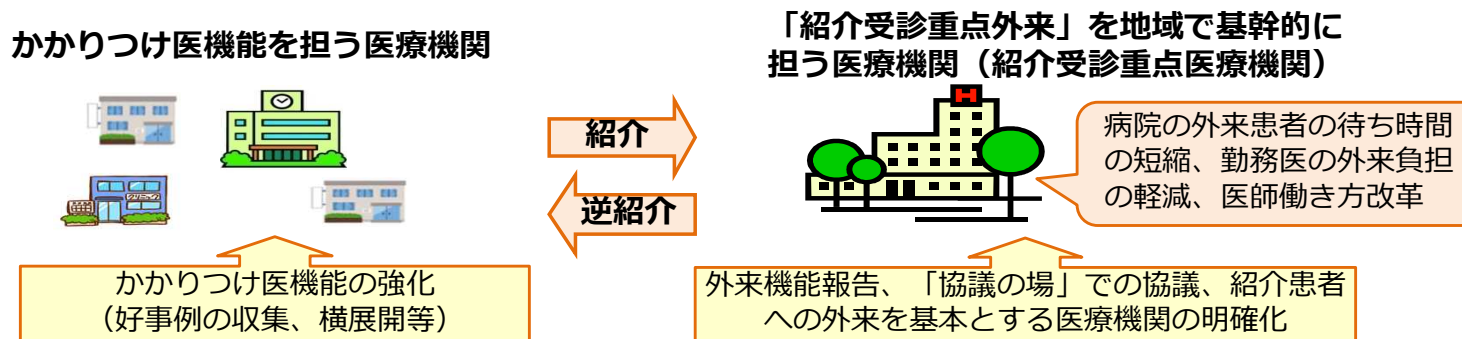 かかりつけ医機能を担う医療機関
「紹介受診重点外来」を地域で基幹的に
担う医療機関（紹介受診重点医療機関）
紹介
逆紹介
H
クリニック
病院の外来患者の待ち時間
の短縮、勤務医の外来負担
の軽減、医師働き方改革
かかりつけ医機能の強化
（好事例の収集、横展開等）
外来機能報告、「協議の場」での協議、紹介患者
への外来を基本とする医療機関の明確化